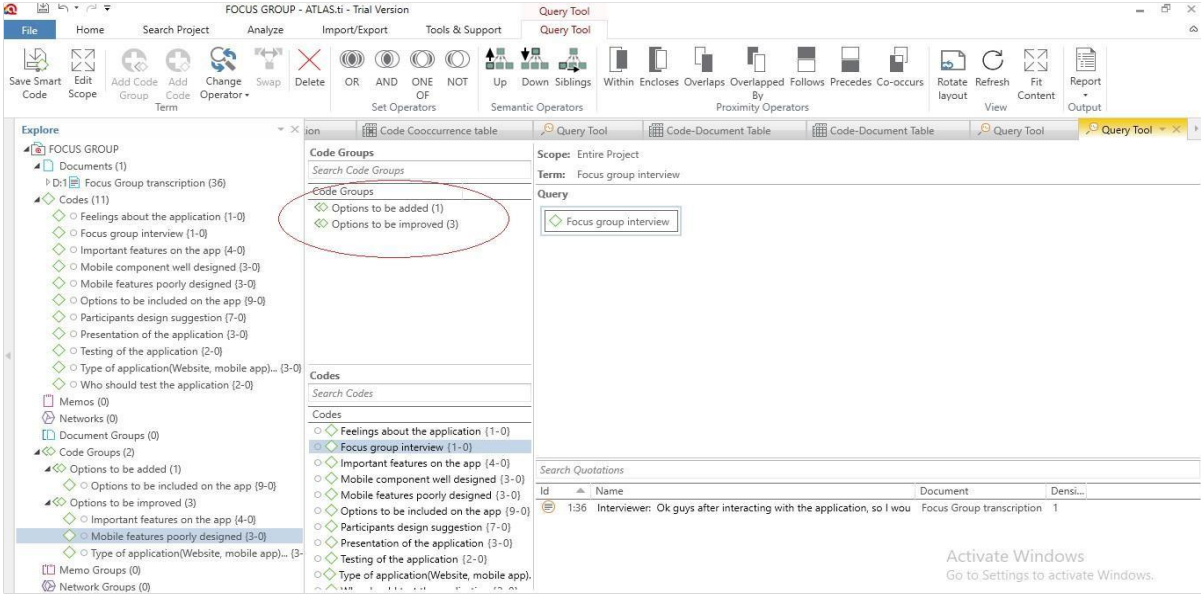 FOCUS GROUP - ATLAS.ti - Trial Version
Query Tool
File Home Search Project Analyze Import/Export Tools & Support Query Tool
Save Smart Code
Edit Scope
Add Code Group
Add Code
Change Operator
Swap
Delete
Term
OR
AND
ONE OF
NOT
Set Operators
Up
Down
Siblings
Semantic Operators
Within
Encloses
Overlaps
Overlapped By
Follows
Precedes
Co-occurs
Proximity Operators
Rotate layout
Refresh
Fit Content
View
Report
Output
Explore
FOCUS GROUP
Documents (1)
D:1 Focus Group transcription (36)
Codes (11)
Feelings about the application {1-0}
Focus group interview {1-0}
Important features on the app {4-0}
Mobile component well designed {3-0}
Mobile features poorly designed {3-0}
Options to be included on the app {9-0}
Participants design suggestion {7-0}
Presentation of the application {3-0}
Testing of the application {2-0}
Type of application(Website, mobile app)... {3-0}
Who should test the application {2-0}
Memos (0)
Networks (0)
Document Groups (0)
Code Groups (2)
Options to be added (1)
Options to be included on the app {9-0}
Options to be improved (3)
Important features on the app {4-0}
Mobile features poorly designed {3-0}
Type of application(Website, mobile app)... {3-
Memo Groups (0)
Network Groups (0)
ion
Code Cooccurrence table
Query Tool
Code-Document Table
Code-Document Table
Query Tool
Query Tool
Code Groups
Search Code Groups
Code Groups
Options to be added (1)
Options to be improved (3)
Codes
Search Codes
Codes
Feelings about the application {1-0}
Focus group interview {1-0}
Important features on the app {4-0}
Mobile component well designed {3-0}
Mobile features poorly designed {3-0}
Options to be included on the app {9-0}
Participants design suggestion {7-0}
Presentation of the application {3-0}
Testing of the application {2-0}
Type of application(Website, mobile app).
Scope: Entire Project
Term: Focus group interview
Query
Focus group interview
Search Quotations
Id Name Document Densi...
1:36 Interviewer: Ok guys after interacting with the application, so I wou Focus Group transcription 1
Activate Windows
Go to Settings to activate Windows.